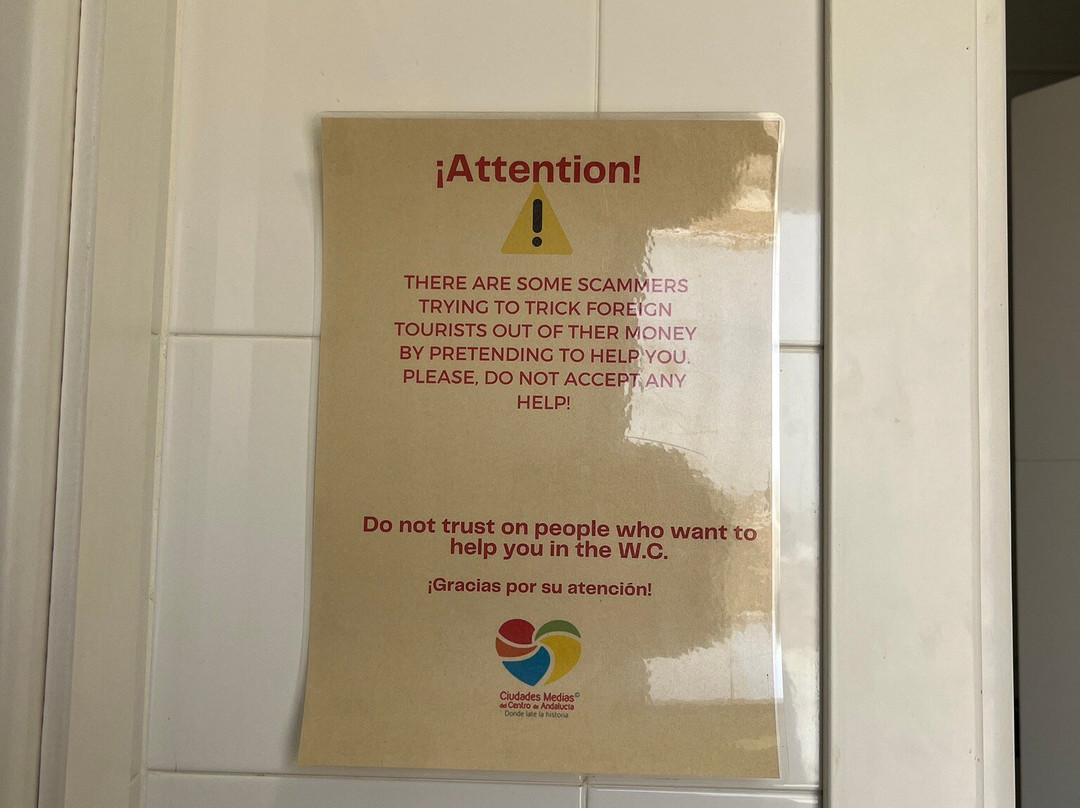 ¡Attention!
THERE ARE SOME SCAMMERS
TRYING TO TRICK FOREIGN
TOURISTS OUT OF THER MONEY
BY PRETENDING TO HELP YOU.
PLEASE, DO NOT ACCEPT ANY
HELP!
Do not trust on people who want to
help you in the W.C.
¡Gracias por su atención!
Ciudades Medias©
del Centro de Andalucía
Donde late la historia